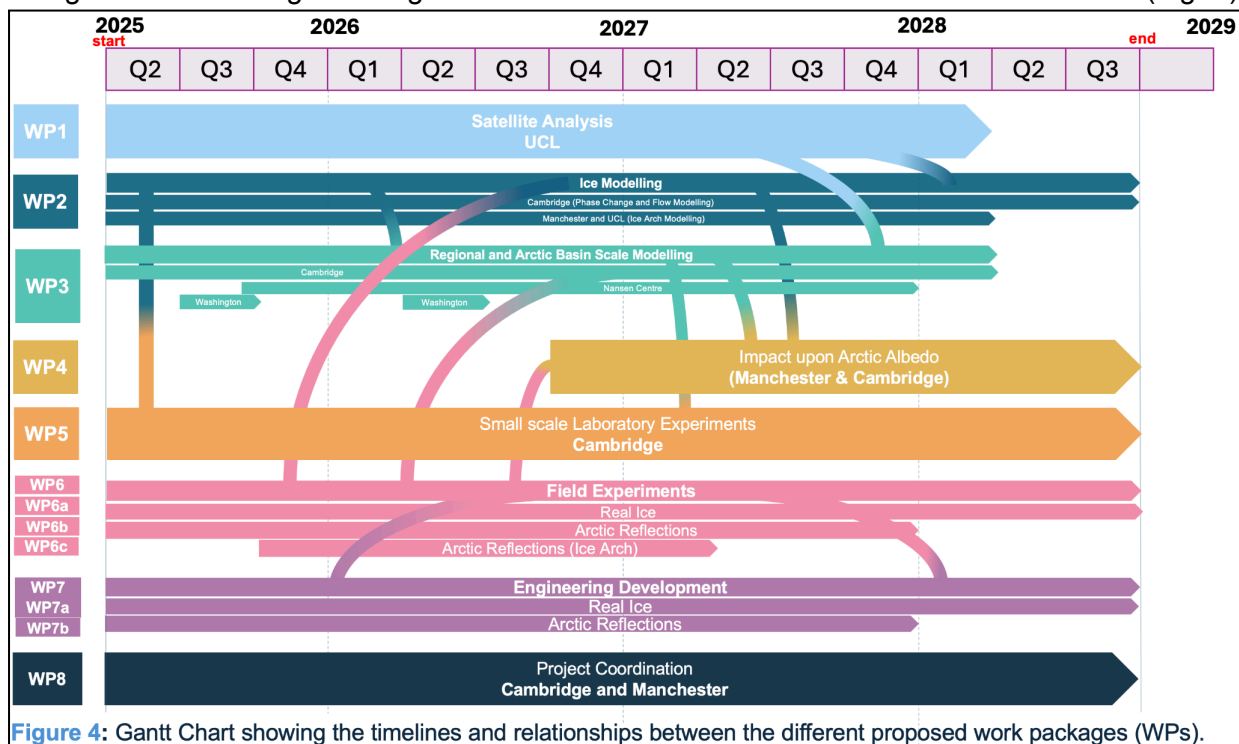 2025 2026 2027 2028 2029
start end
Q2 Q3 Q4 Q1 Q2 Q3 Q4 Q1 Q2 Q3 Q4 Q1 Q2 Q3
WP1
Satellite Analysis
UCL
WP2
Ice Modelling
Cambridge (Phase Change and Flow Modelling)
Manchester and UCL (Ice Arch Modelling)
WP3
Regional and Arctic Basin Scale Modelling
Cambridge
Nansen Centre
Washington Washington
WP4
Impact upon Arctic Albedo
(Manchester & Cambridge)
WP5
Small scale Laboratory Experiments
Cambridge
WP6 Field Experiments
WP6a Real Ice
WP6b Arctic Reflections
WP6c Arctic Reflections (Ice Arch)
WP7 Engineering Development
WP7a Real Ice
WP7b Arctic Reflections
WP8
Project Coordination
Cambridge and Manchester
Figure 4: Gantt Chart showing the timelines and relationships between the different proposed work packages (WPs).